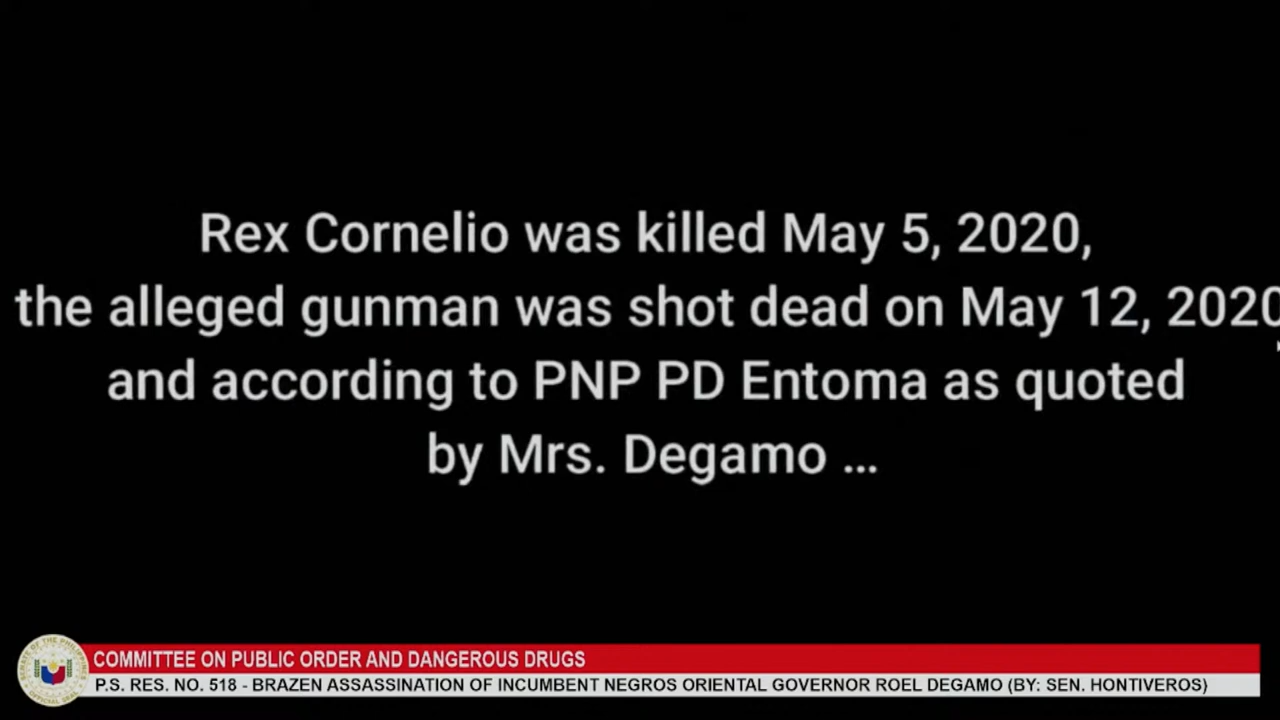 Rex Cornelio was killed May 5, 2020,
the alleged gunman was shot dead on May 12, 2020
and according to PNP PD Entoma as quoted
by Mrs. Degamo ...
COMMITTEE ON PUBLIC ORDER AND DANGEROUS DRUGS
P.S. RES. NO. 518 - BRAZEN ASSASSINATION OF INCUMBENT NEGROS ORIENTAL GOVERNOR ROEL DEGAMO (BY: SEN. HONTIVEROS)